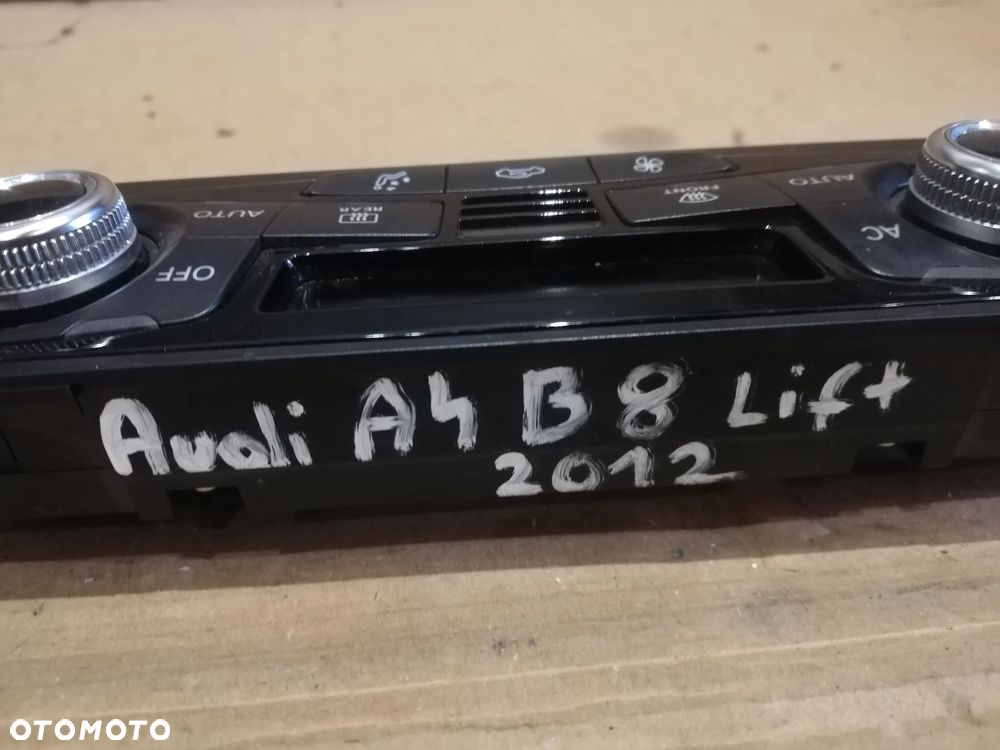 AUTO
REAR
FRONT
AUTO
OFF
AC
Audi A4 B8 Lift
2012
OTOMOTO